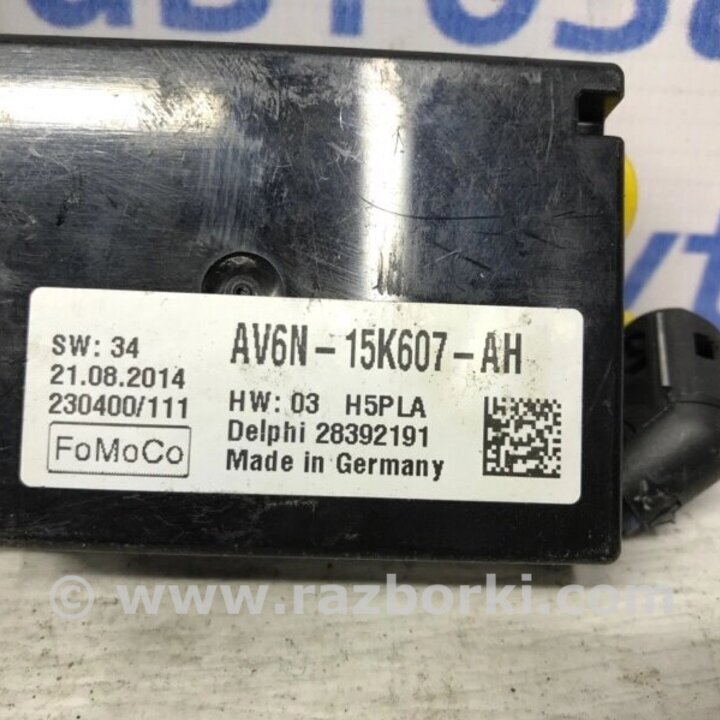 SW: 34
21.08.2014
230400/111
FoMoCo
AV6N-15K607-AH
HW: 03 H5PLA
Delphi 28392191
Made in Germany
© www.razborki.com